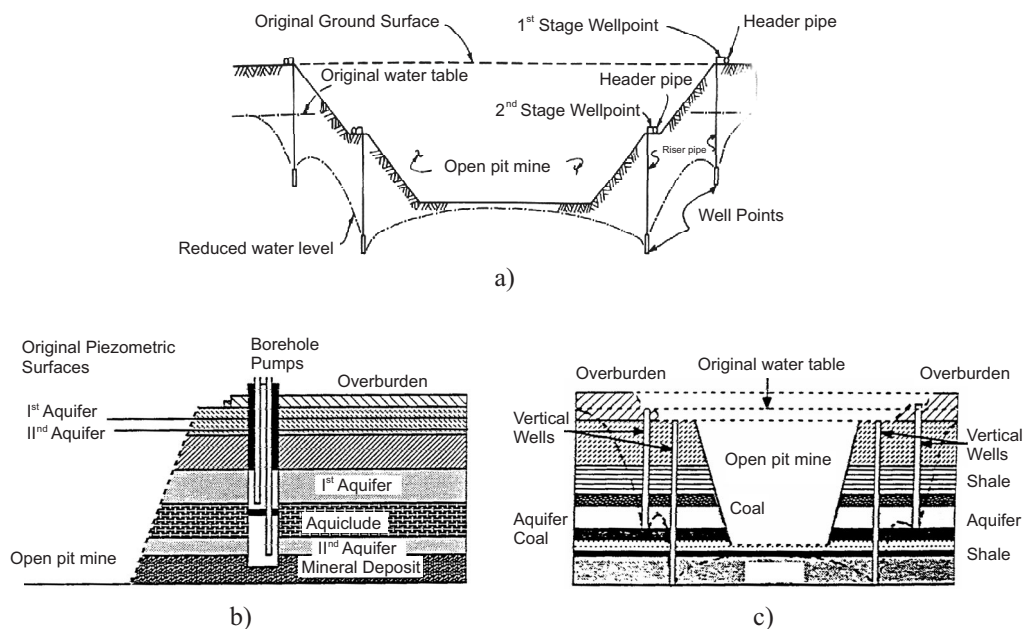 Original Ground Surface
1st Stage Wellpoint
Header pipe
Original water table
Header pipe
2nd Stage Wellpoint
Riser pipe
Open pit mine
Well Points
Reduced water level
a)
Original Piezometric
Surfaces
Borehole
Pumps
Overburden
Ist Aquifer
IInd Aquifer
Ist Aquifer
Aquiclude
IInd Aquifer
Mineral Deposit
Open pit mine
b)
Original water table
Overburden
Overburden
Vertical
Wells
Vertical
Wells
Open pit mine
Shale
Coal
Aquifer
Coal
Aquifer
Shale
c)